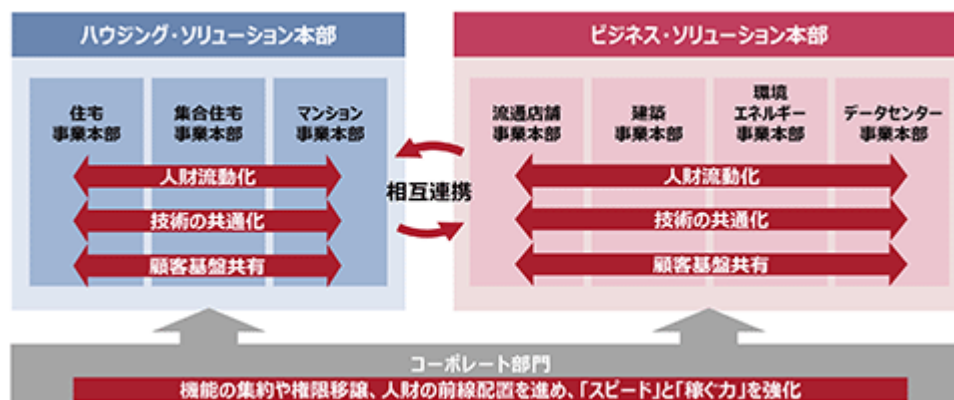 ハウジング・ソリューション本部
住宅
事業本部
集合住宅
事業本部
マンション
事業本部
人財流動化
技術の共通化
顧客基盤共有
相互連携
ビジネス・ソリューション本部
流通店舗
事業本部
建築
事業本部
環境
エネルギー
事業本部
データセンター
事業本部
人財流動化
技術の共通化
顧客基盤共有
コーポレート部門
機能の集約や権限移譲、人財の前線配置を進め、「スピード」と「稼ぐ力」を強化